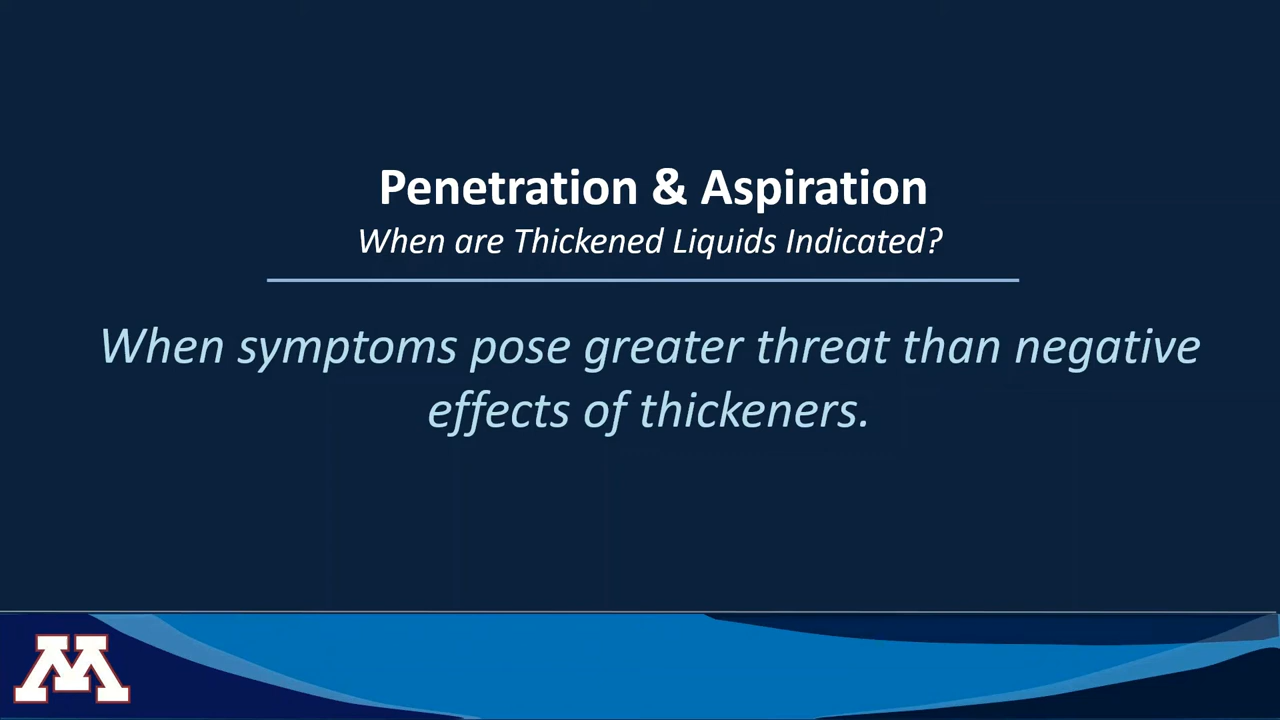 Penetration & Aspiration
When are Thickened Liquids Indicated?
When symptoms pose greater threat than negative
effects of thickeners.
M